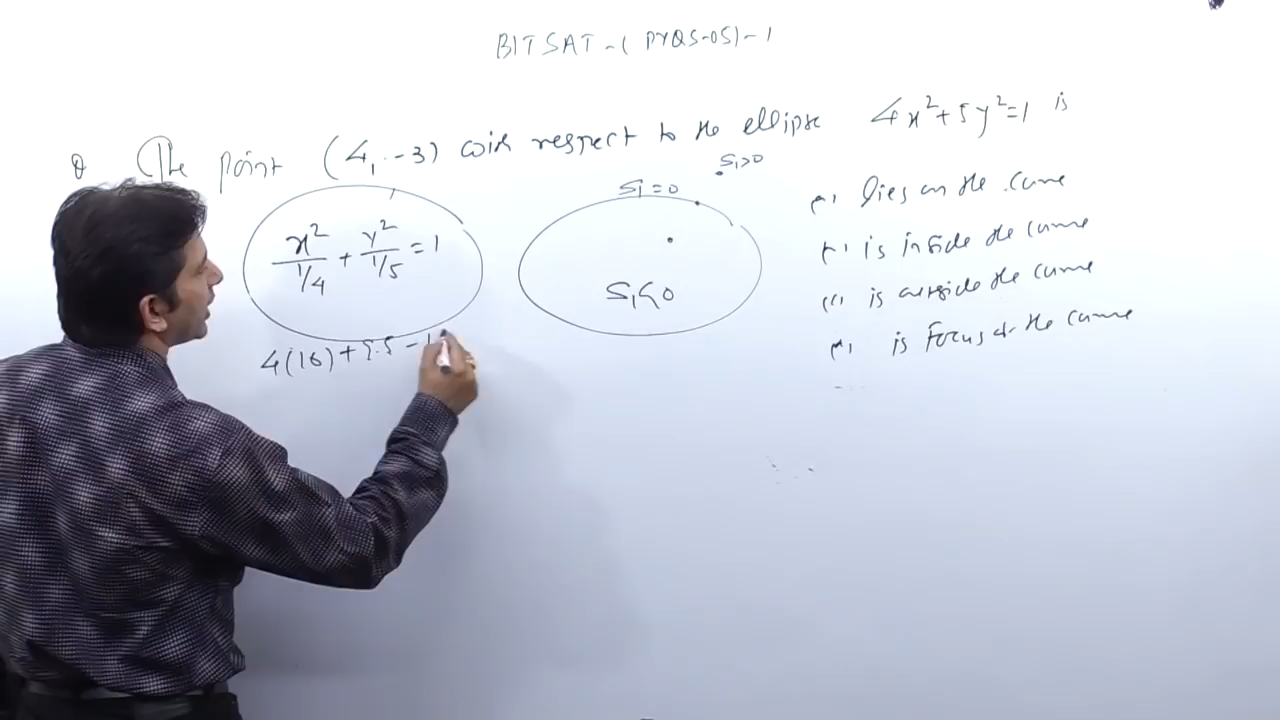 BITSAT - (PYQS-05) - 1
Q The point (4, -3) with respect to the ellipse 4x²+5y²=1 is
(A) lies on the curve
(B) is inside the curve
(C) is outside the curve
(D) is focus of the curve
x²/1/4 + y²/1/5 = 1
S₁>0
S₁=0
S₁<0
4(16)+5.5-1